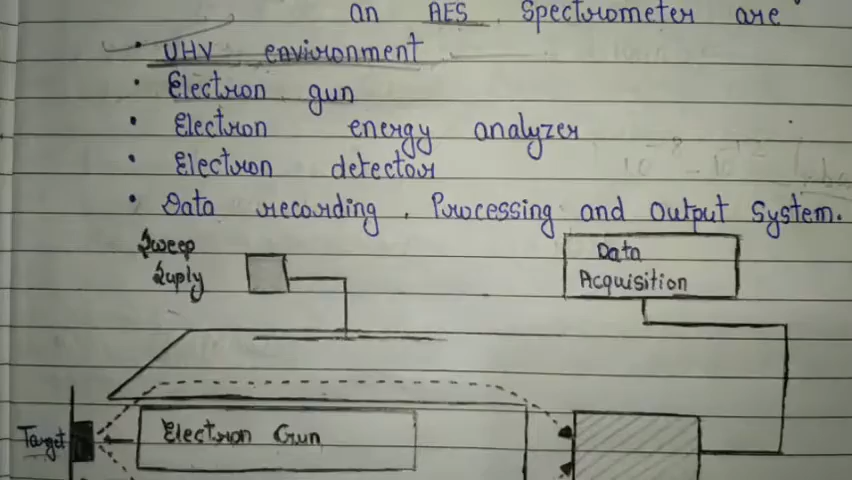 an AES Spectrometer are
• UHV environment
• Electron gun
• Electron energy analyzer
• Electron detector
• Data recording, Processing and Output System.
Sweep
Suply
Data
Acquisition
Target
Electron Gun